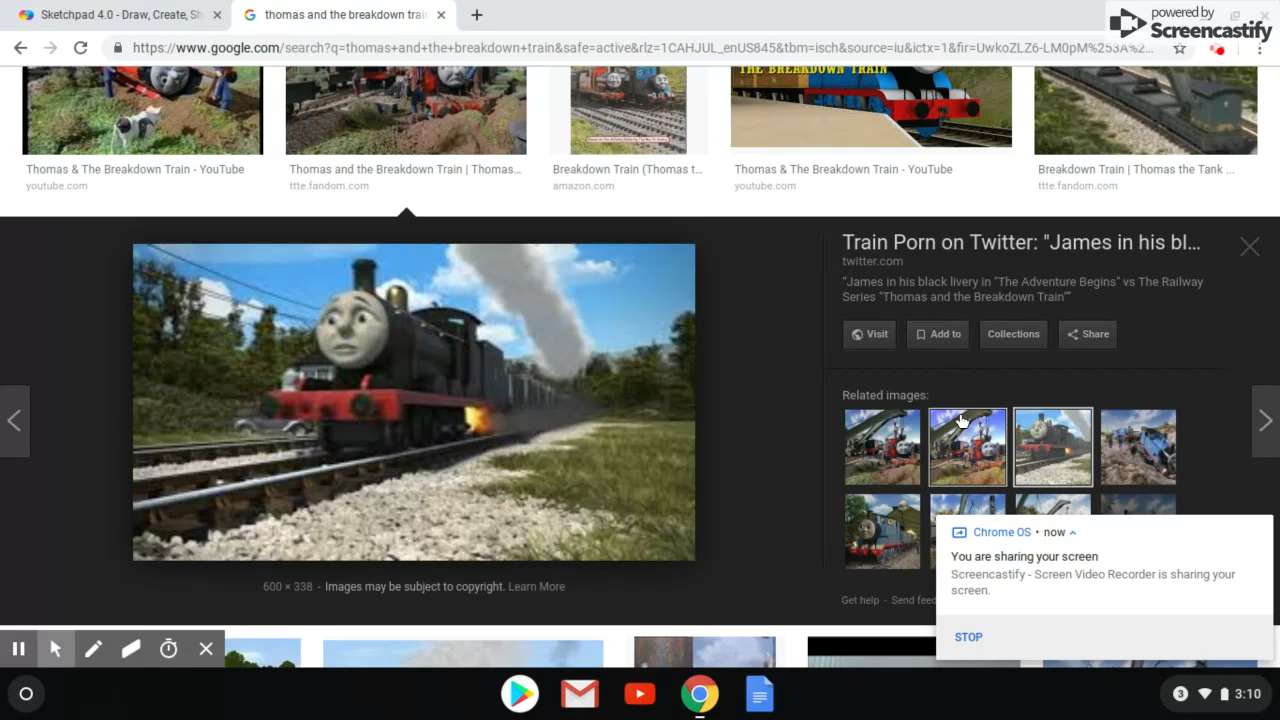 powered by
Screencastify
Sketchpad 4.0 - Draw, Create, Sh
thomas and the breakdown trai
https://www.google.com/search?q=thomas+and+the+breakdown+train&safe=active&rlz=1CAHJUL_enUS845&tbm=isch&source=iu&ictx=1&fir=UwkoZLZ6-LM0pM%253A%2...
THE BREAKDOWN TRAIN
Thomas & The Breakdown Train - YouTube
youtube.com
Thomas and the Breakdown Train | Thomas...
ttte.fandom.com
Breakdown Train (Thomas t...
amazon.com
Thomas & The Breakdown Train - YouTube
youtube.com
Breakdown Train | Thomas the Tank ...
ttte.fandom.com
Train Porn on Twitter: "James in his bl...
twitter.com
"James in his black livery in "The Adventure Begins" vs The Railway
Series "Thomas and the Breakdown Train""
Visit
Add to
Collections
Share
Related images:
600 × 338 - Images may be subject to copyright. Learn More
Get help - Send feed
Chrome OS • now
You are sharing your screen
Screencastify - Screen Video Recorder is sharing your
screen.
STOP
3
3:10